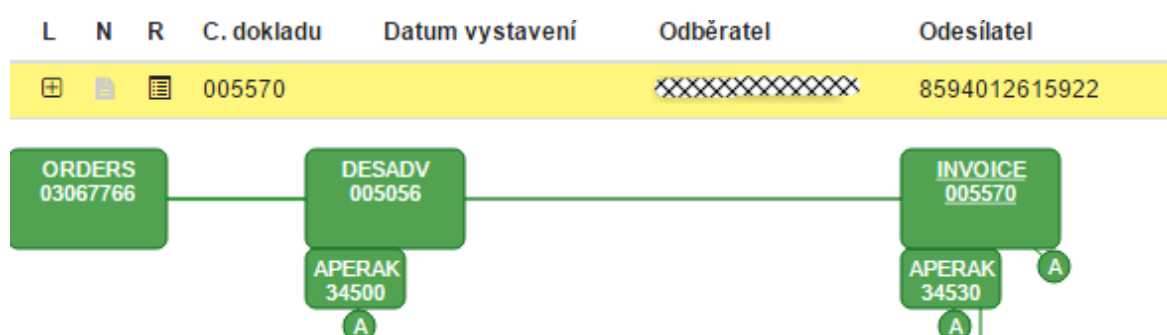 L N R C. dokladu Datum vystavení Odběratel Odesílatel
005570 8594012615922
ORDERS
03067766
DESADV
005056
INVOICE
005570
APERAK
34500
A
APERAK
34530
A
A